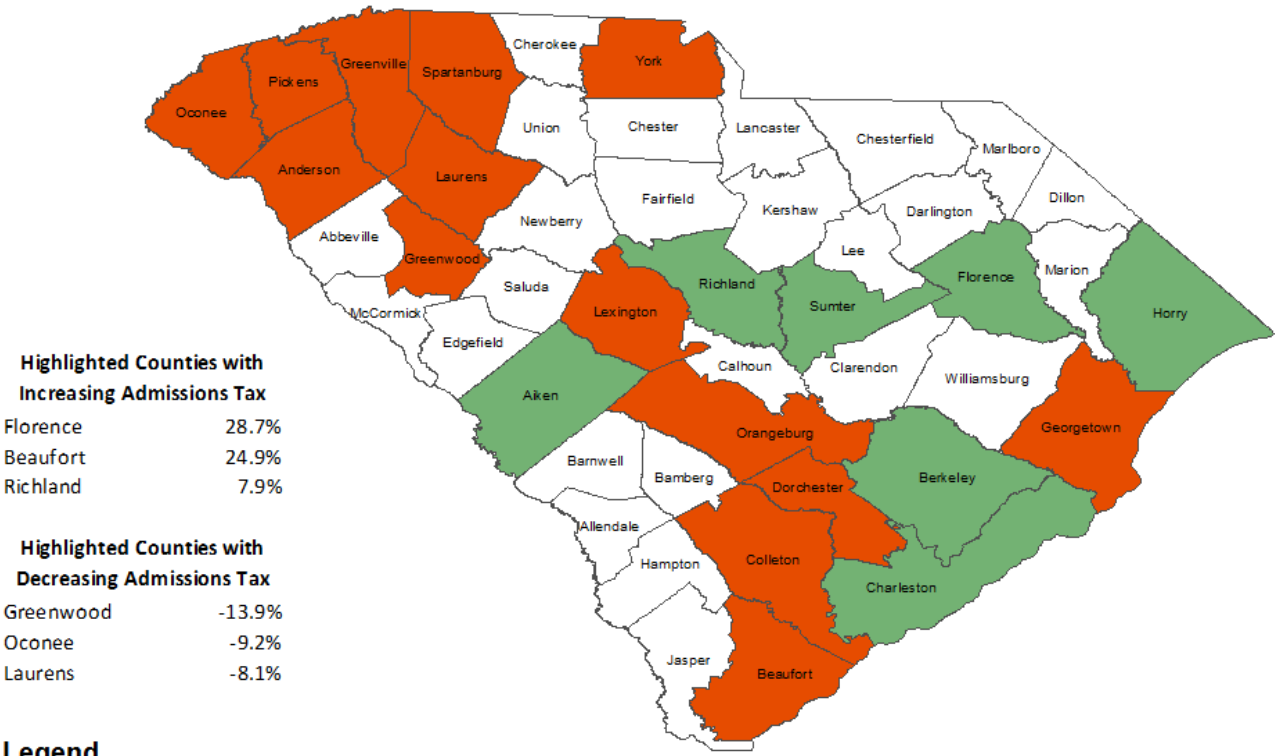 Cherokee
York
Greenville
Spartanburg
Pickens
Oconee
Union
Chester
Lancaster
Chesterfield
Marlboro
Anderson
Laurens
Dillon
Fairfield
Kershaw
Darlington
Newberry
Abbeville
Lee
Greenwood
Marion
Florence
Saluda
Richland
Sumter
Horry
McCormick
Lexington
Edgefield
Calhoun
Clarendon
Williamsburg
Aiken
Georgetown
Orangeburg
Barnwell
Bamberg
Berkeley
Dorchester
Allendale
Hampton
Colleton
Charleston
Jasper
Beaufort
Highlighted Counties with
Increasing Admissions Tax
Florence 28.7%
Beaufort 24.9%
Richland 7.9%
Highlighted Counties with
Decreasing Admissions Tax
Greenwood -13.9%
Oconee -9.2%
Laurens -8.1%
Legend